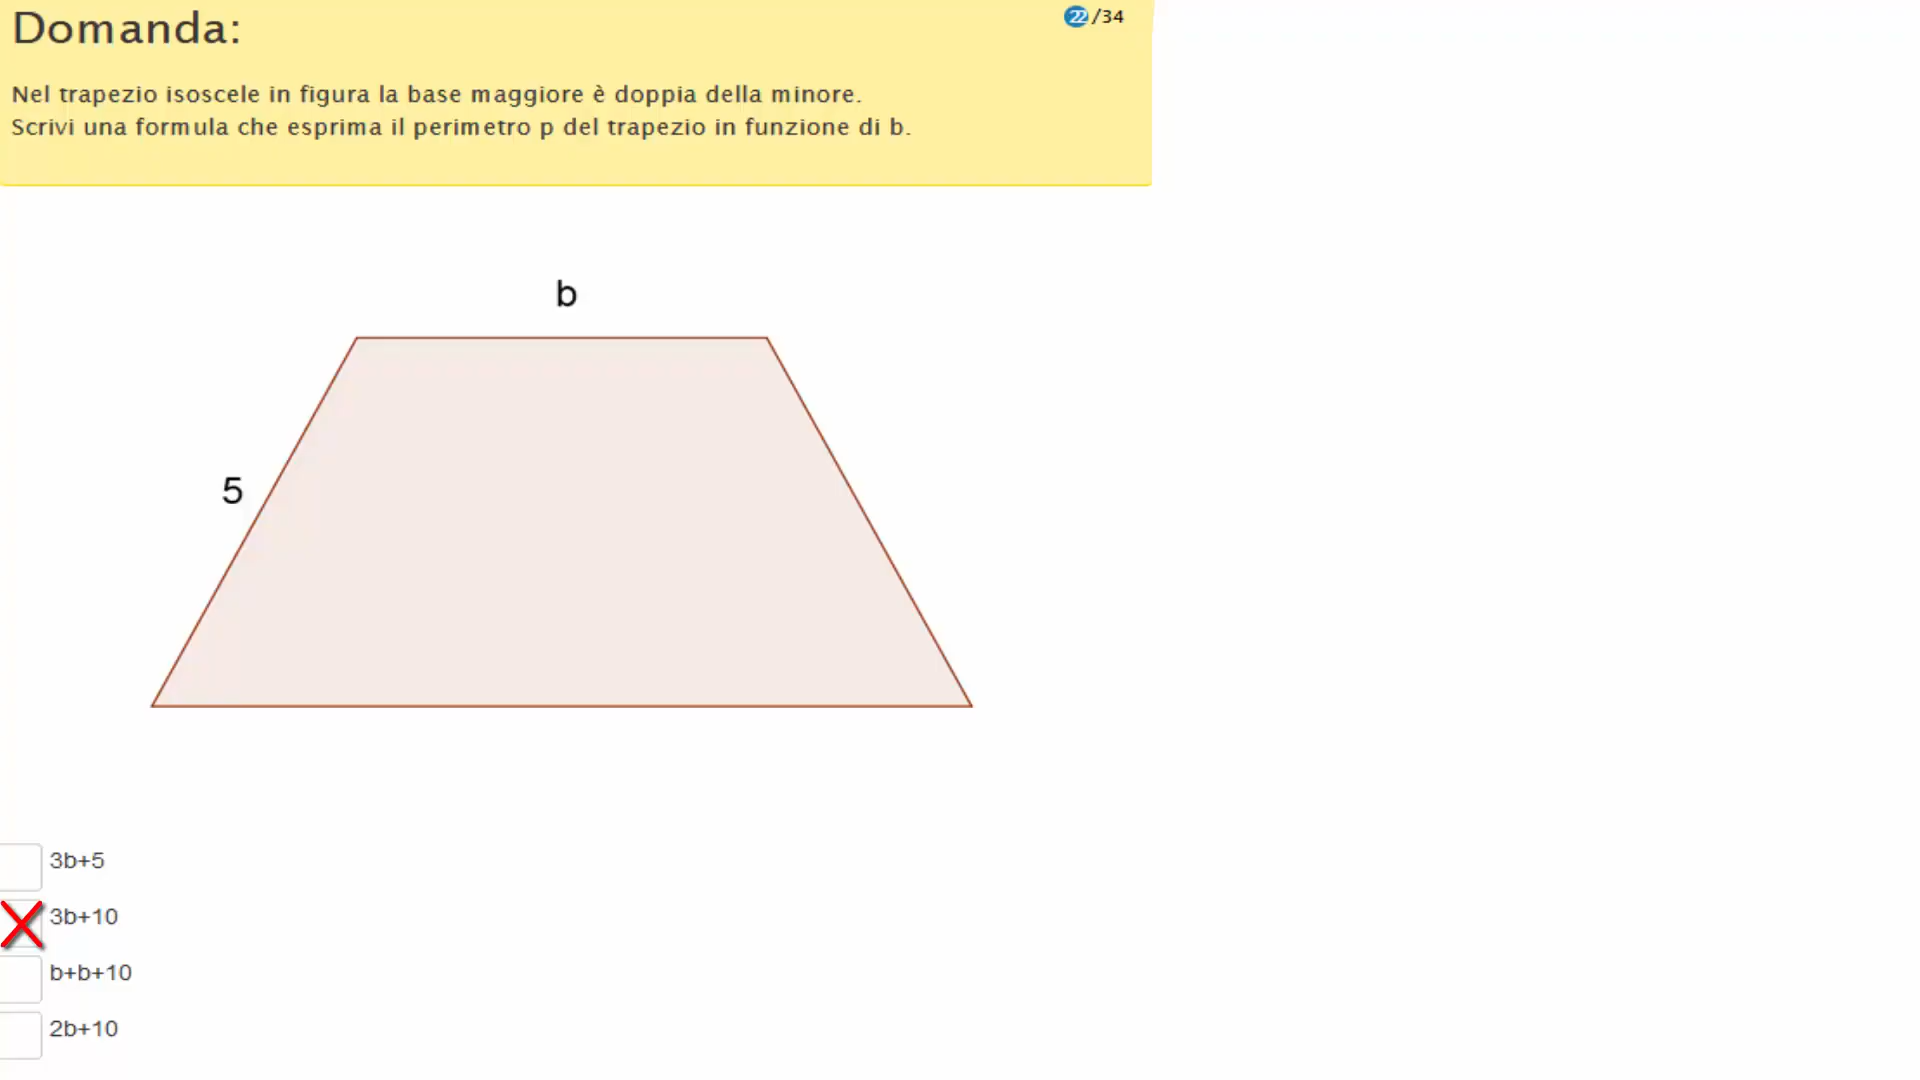 Domanda:
22/34
Nel trapezio isoscele in figura la base maggiore è doppia della minore.
Scrivi una formula che esprima il perimetro p del trapezio in funzione di b.
b
5
3b+5
3b+10
b+b+10
2b+10